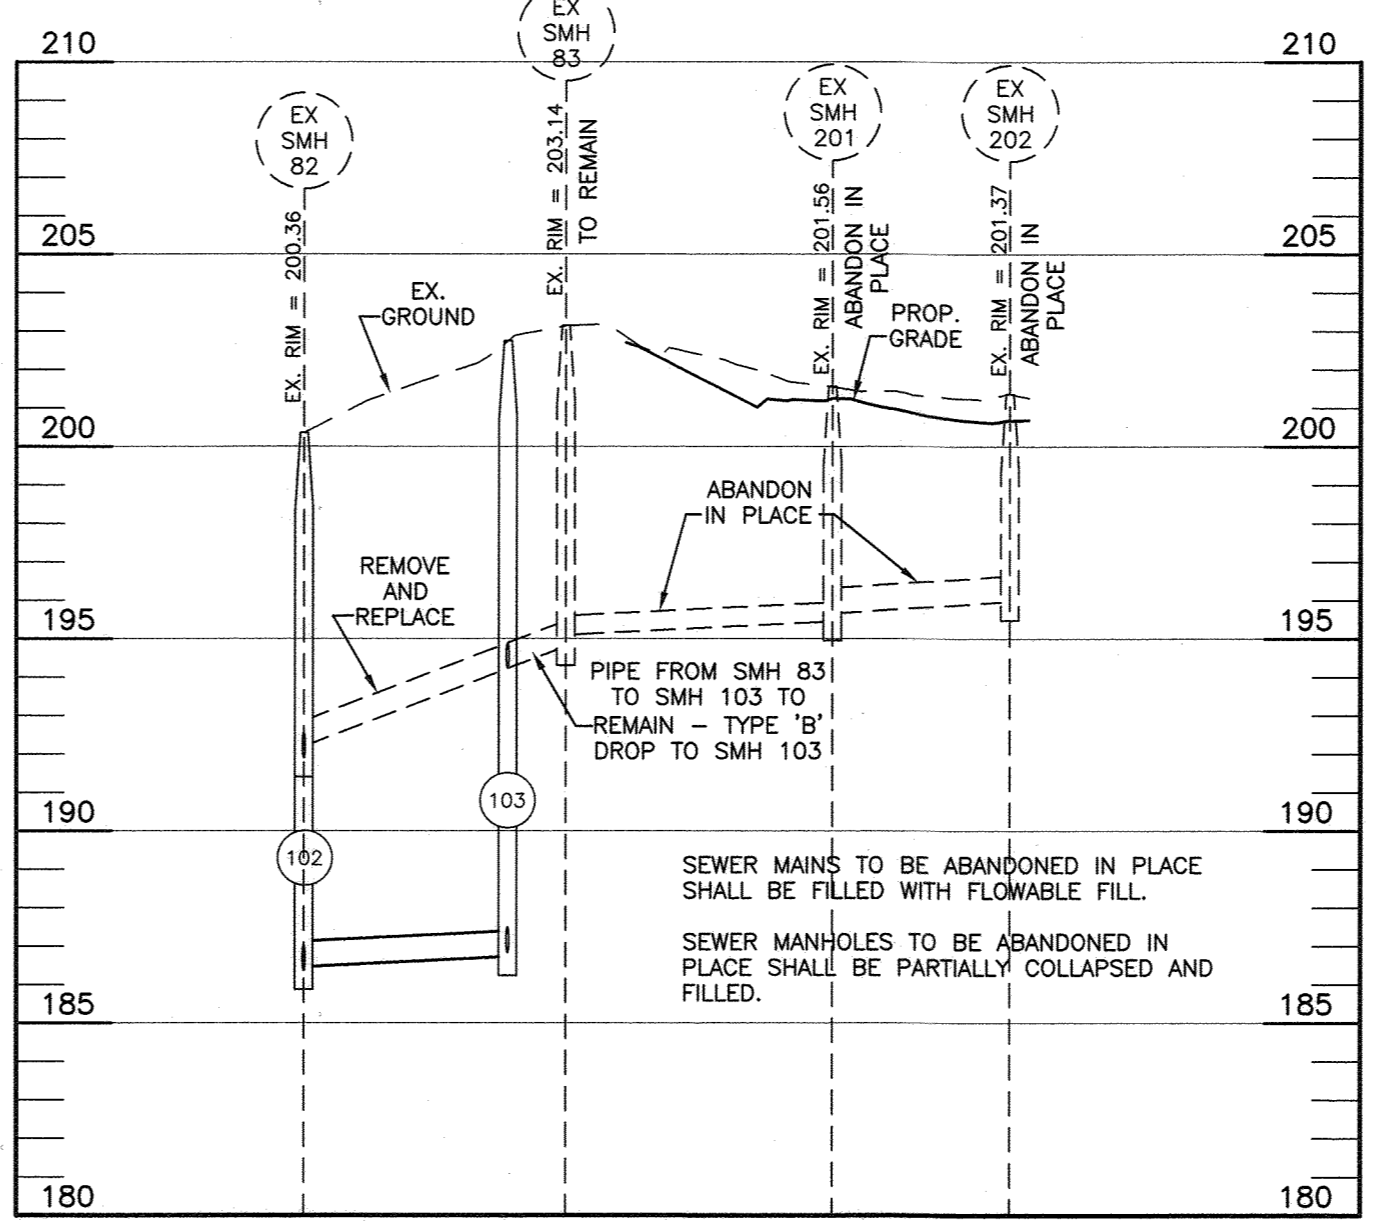 EX
SMH
83
210
210
EX
SMH
82
EX
SMH
201
EX
SMH
202
EX. RIM = 200.36
EX. RIM = 203.14
TO REMAIN
EX. RIM = 201.56
ABANDON IN
PLACE
EX. RIM = 201.37
ABANDON IN
PLACE
205
205
EX.
GROUND
PROP.
GRADE
200
200
ABANDON
IN PLACE
REMOVE
AND
REPLACE
195
195
PIPE FROM SMH 83
TO SMH 103 TO
REMAIN – TYPE 'B'
DROP TO SMH 103
103
190
190
102
SEWER MAINS TO BE ABANDONED IN PLACE
SHALL BE FILLED WITH FLOWABLE FILL.
SEWER MANHOLES TO BE ABANDONED IN
PLACE SHALL BE PARTIALLY COLLAPSED AND
FILLED.
185
185
180
180